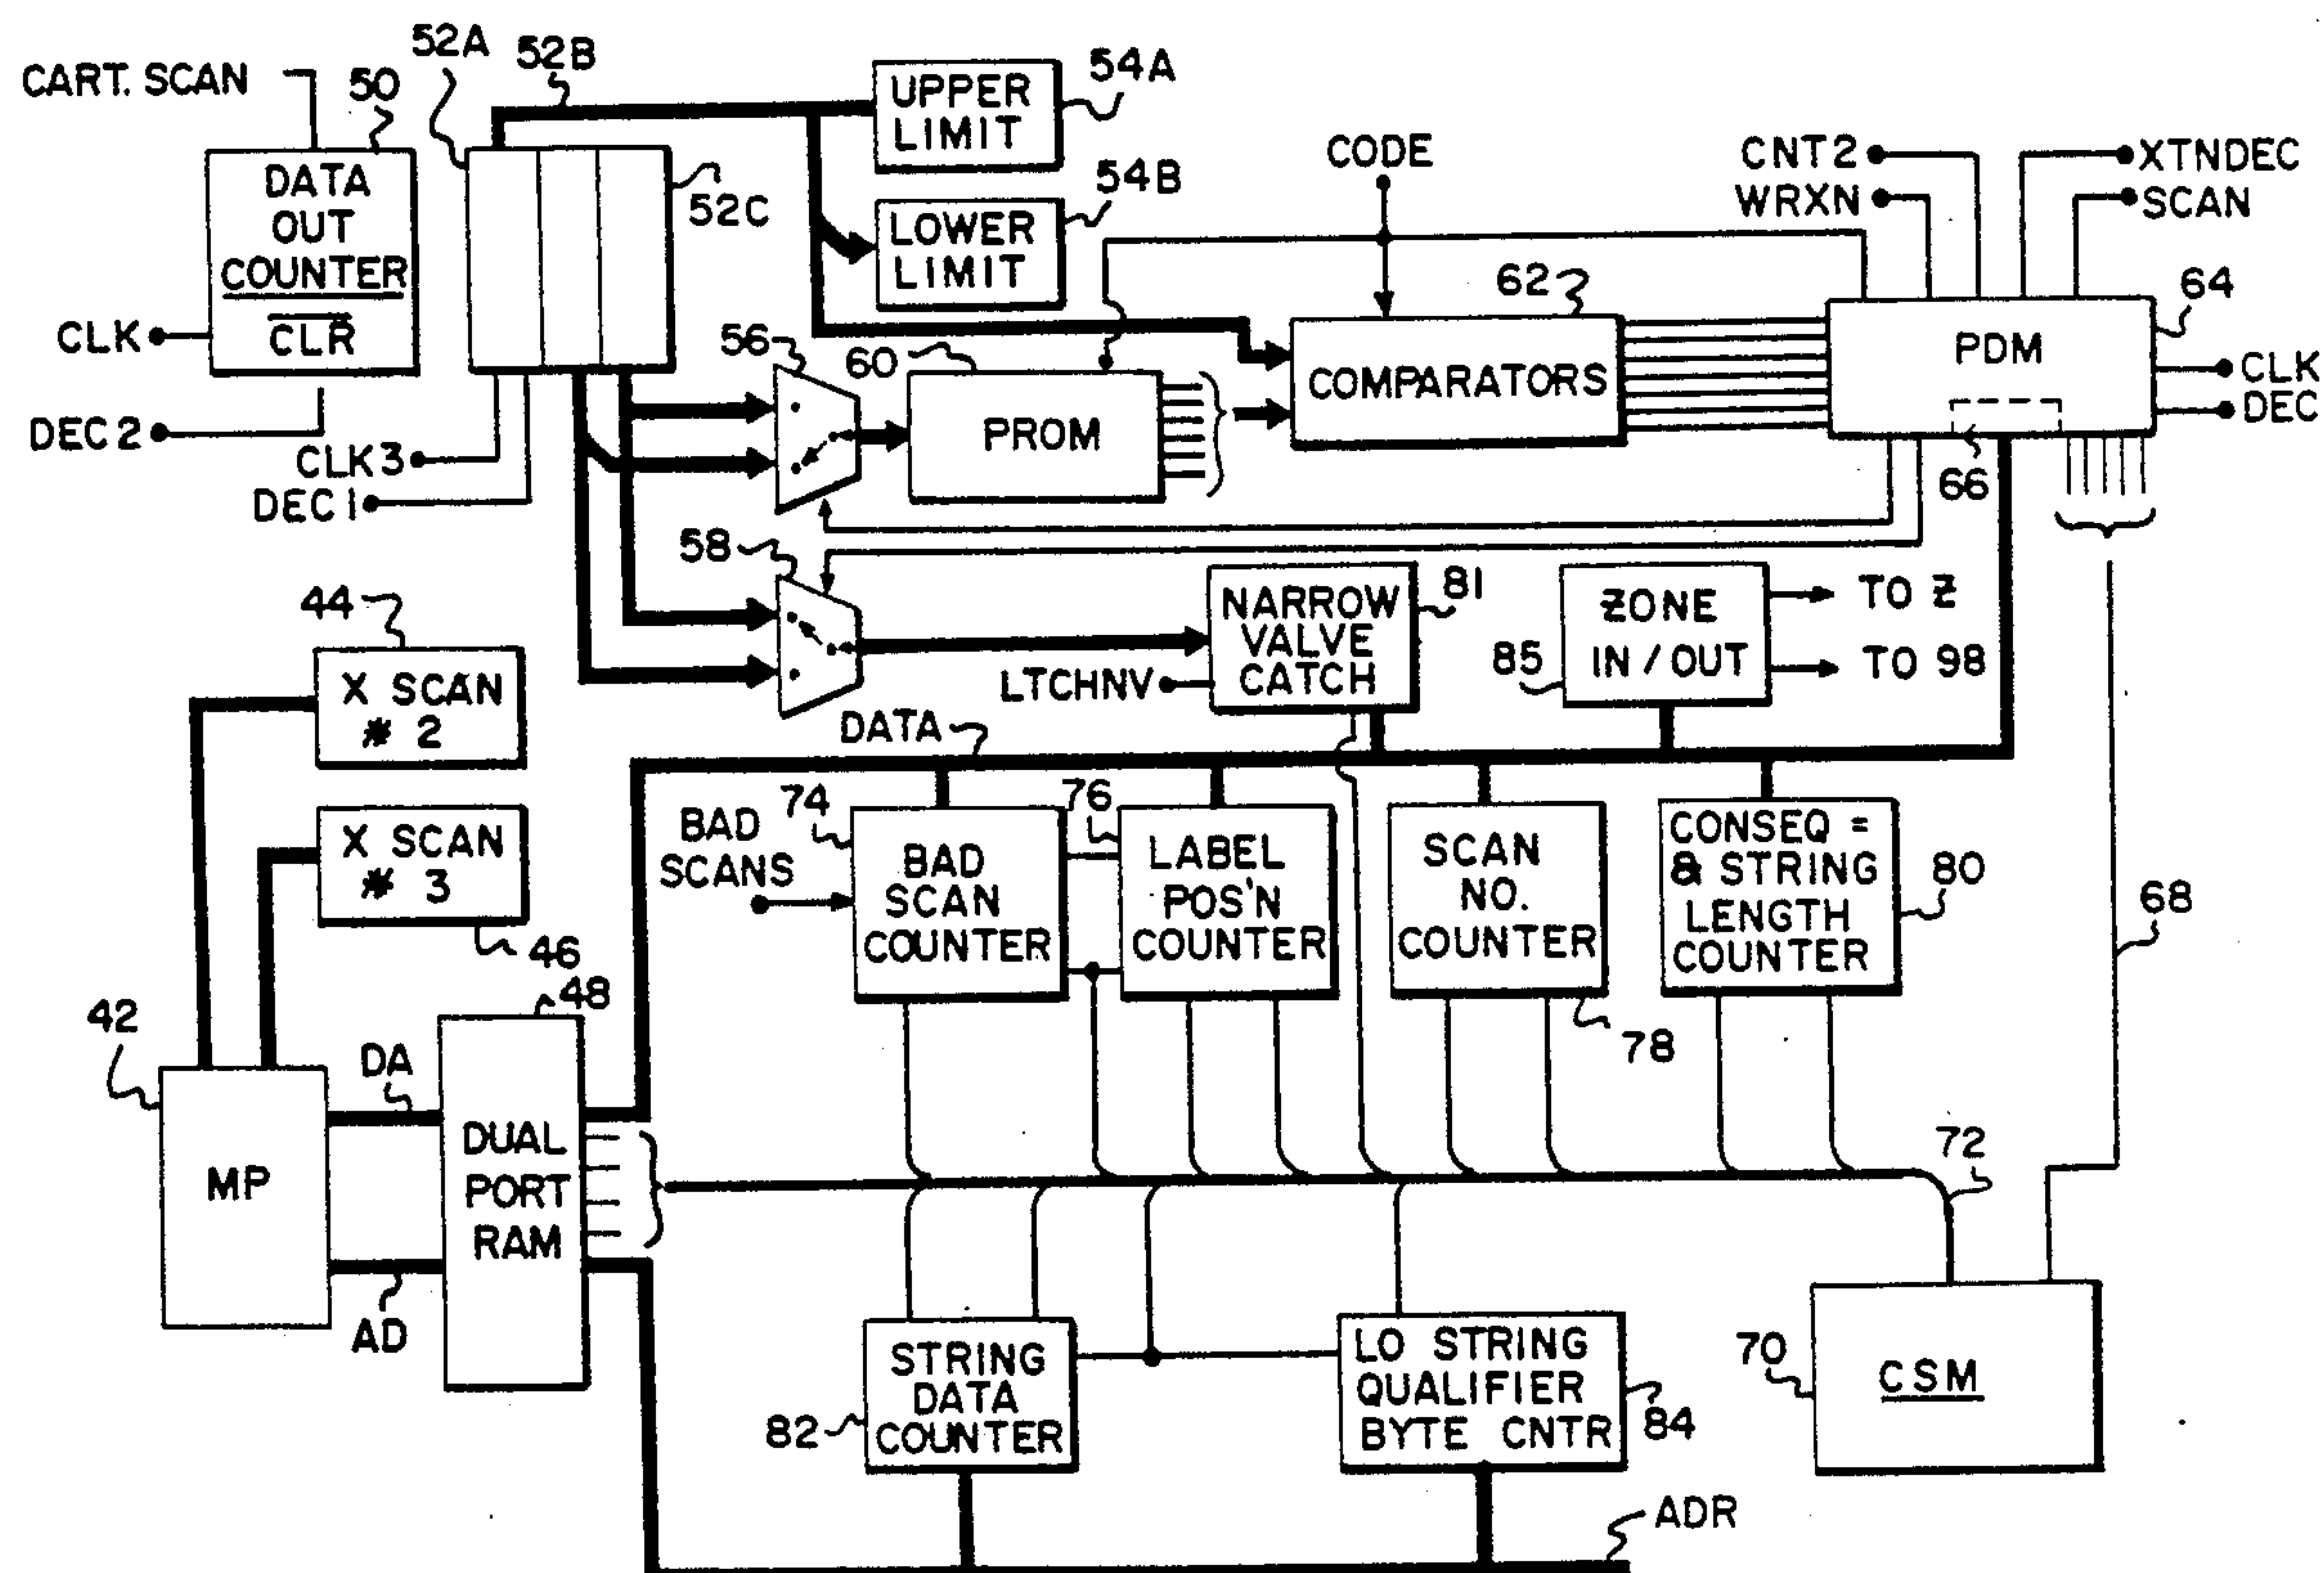 52A
52B
CART. SCAN
50
UPPER
LIMIT
54A
DATA
OUT
COUNTER
CLR
52C
LOWER
LIMIT
54B
CODE
CNT2
WRXN
XTNDEC
SCAN
CLK
DEC 2
CLK3
DEC 1
56
60
PROM
62
COMPARATORS
64
PDM
CLK
DEC
66
58
NARROW
VALVE
CATCH
81
LTCHNV
ZONE
IN / OUT
85
TO Z
TO 98
44
X SCAN
# 2
X SCAN
# 3
46
DATA
BAD
SCANS
74
BAD
SCAN
COUNTER
76
LABEL
POS'N
COUNTER
SCAN
NO.
COUNTER
78
CONSEQ =
& STRING
LENGTH
COUNTER
80
68
42
MP
DA
AD
48
DUAL
PORT
RAM
72
82
STRING
DATA
COUNTER
LO STRING
QUALIFIER
BYTE CNTR
84
70
CSM
ADR